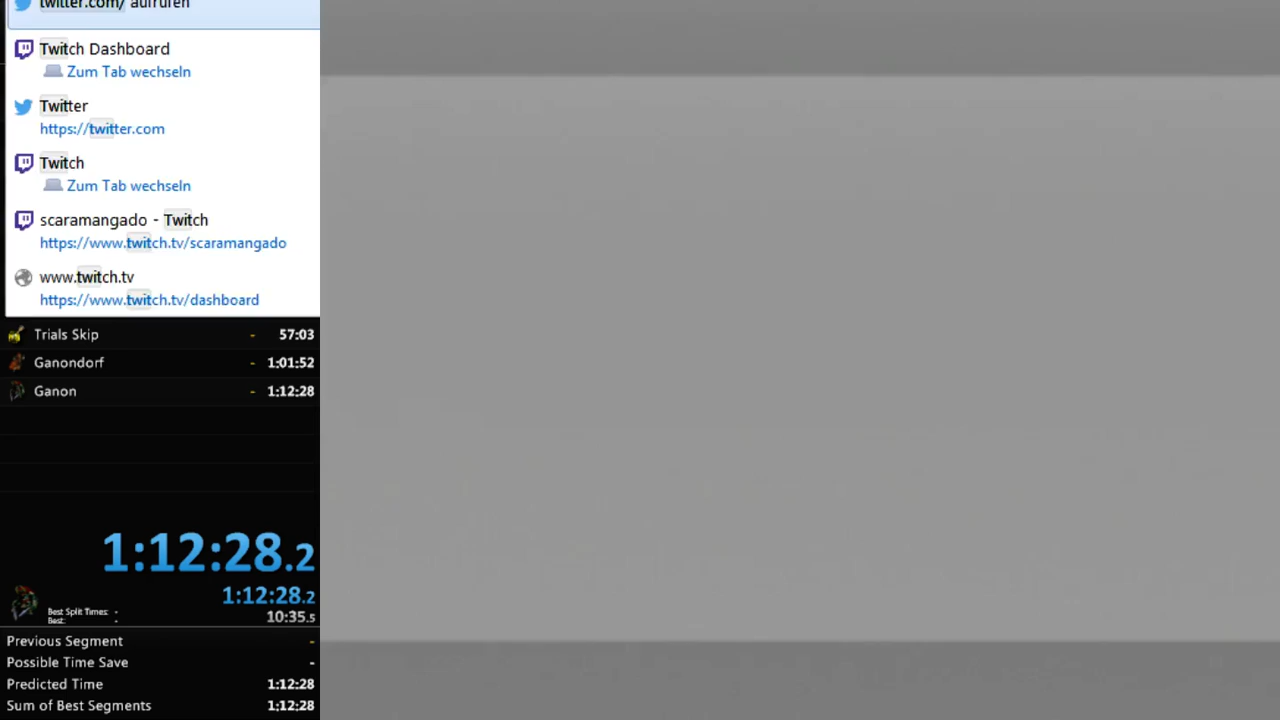 twitter.com/ aufrufen
Twitch Dashboard
Zum Tab wechseln
Twitter
https://twitter.com
Twitch
Zum Tab wechseln
scaramangado - Twitch
https://www.twitch.tv/scaramangado
www.twitch.tv
https://www.twitch.tv/dashboard
Trials Skip - 57:03
Ganondorf - 1:01:52
Ganon - 1:12:28
1:12:28.2
1:12:28.2
Best Split Times: -
Best: -
10:35.5
Previous Segment -
Possible Time Save -
Predicted Time 1:12:28
Sum of Best Segments 1:12:28